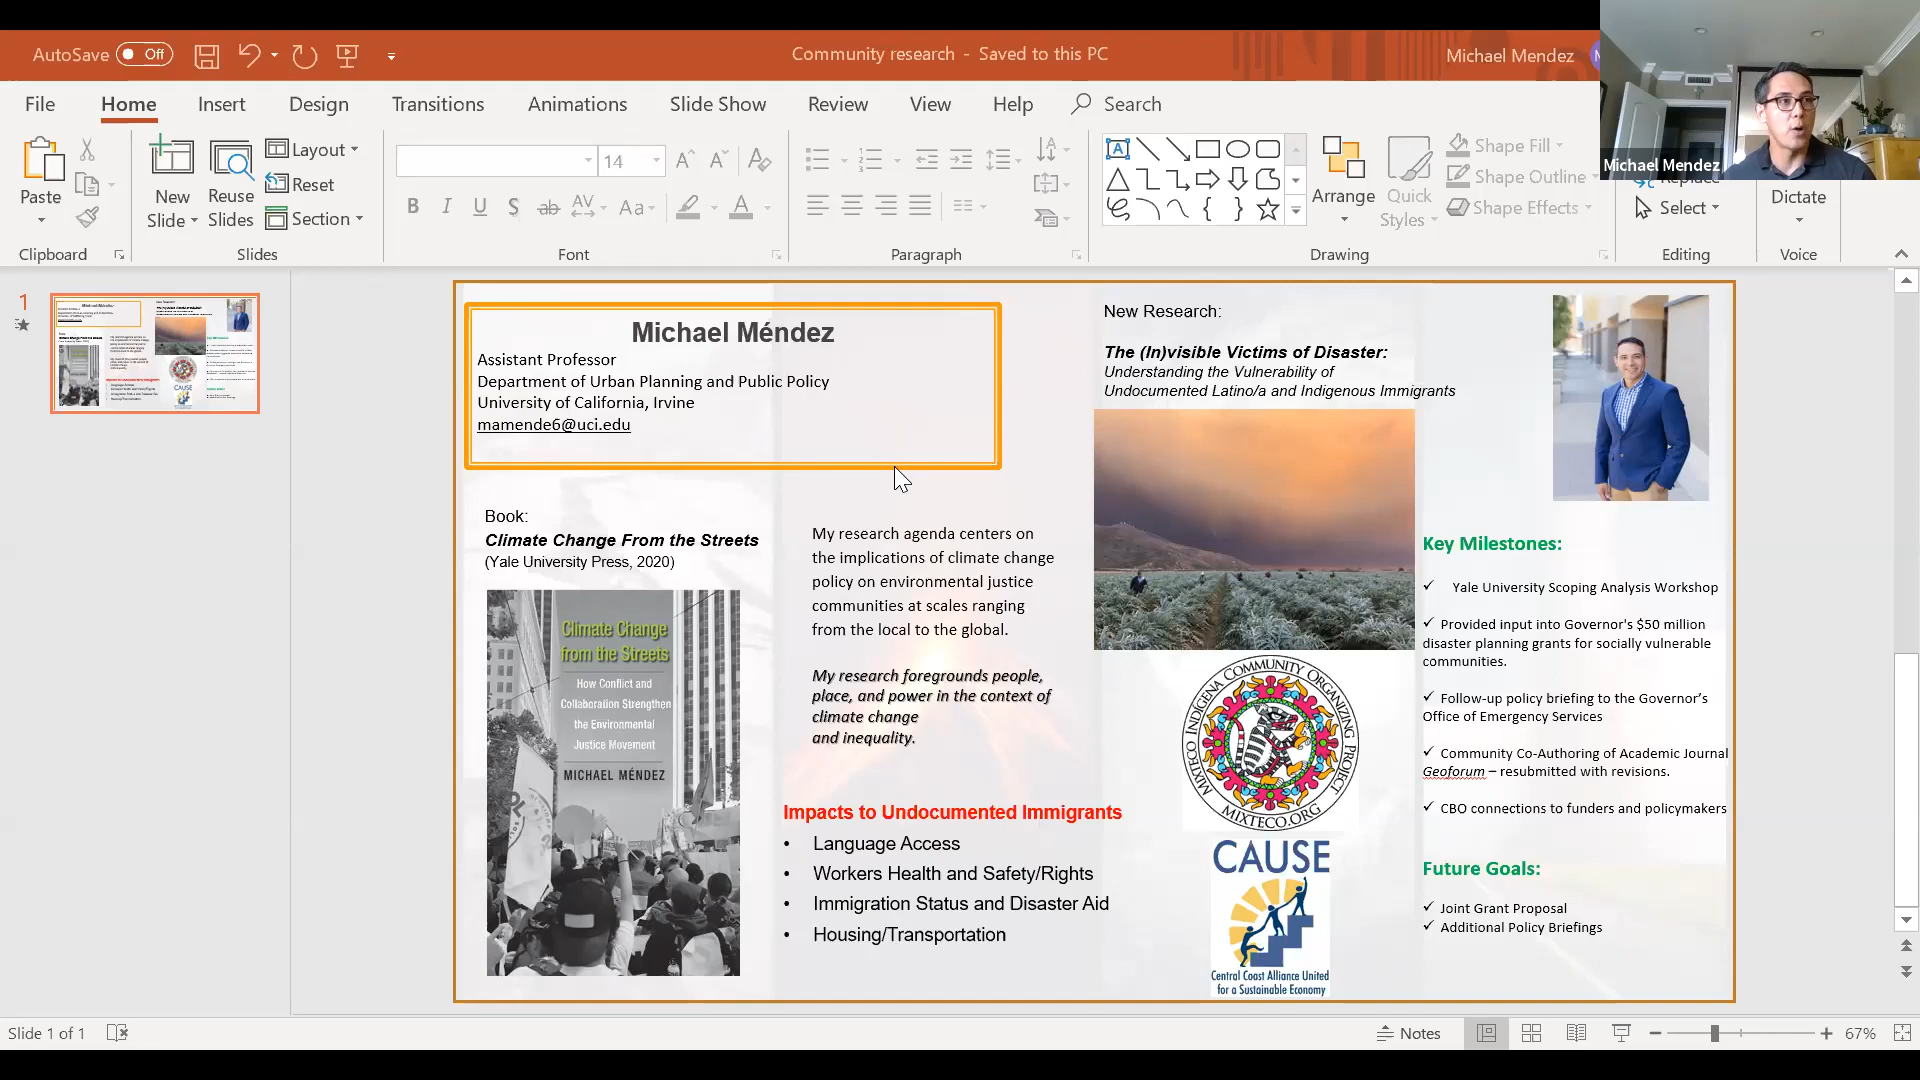 AutoSave Off
Community research - Saved to this PC
Michael Mendez
File Home Insert Design Transitions Animations Slide Show Review View Help Search
Michael Mendez
Paste
New Slide
Reuse Slides
Layout
Reset
Section
14
B I U S ab AV Aa A
Arrange
Quick Styles
Shape Fill
Shape Outline
Shape Effects
Replace
Select
Dictate
Clipboard
Slides
Font
Paragraph
Drawing
Editing
Voice
1
Michael Méndez
Assistant Professor
Department of Urban Planning and Public Policy
University of California, Irvine
mamende6@uci.edu
Book:
Climate Change From the Streets
(Yale University Press, 2020)
Climate Change
from the Streets
How Conflict and
Collaboration Strengthen
the Environmental
Justice Movement
MICHAEL MÉNDEZ
My research agenda centers on
the implications of climate change
policy on environmental justice
communities at scales ranging
from the local to the global.
My research foregrounds people,
place, and power in the context of
climate change
and inequality.
Impacts to Undocumented Immigrants
• Language Access
• Workers Health and Safety/Rights
• Immigration Status and Disaster Aid
• Housing/Transportation
New Research:
The (In)visible Victims of Disaster:
Understanding the Vulnerability of
Undocumented Latino/a and Indigenous Immigrants
MIXTECO INDIGENA COMMUNITY ORGANIZING PROJECT
MIXTECO.ORG
CAUSE
Central Coast Alliance United
for a Sustainable Economy
Key Milestones:
✓ Yale University Scoping Analysis Workshop
✓ Provided input into Governor's $50 million
disaster planning grants for socially vulnerable
communities.
✓ Follow-up policy briefing to the Governor’s
Office of Emergency Services
✓ Community Co-Authoring of Academic Journal
Geoforum – resubmitted with revisions.
✓ CBO connections to funders and policymakers
Future Goals:
✓ Joint Grant Proposal
✓ Additional Policy Briefings
Slide 1 of 1
Notes
67%